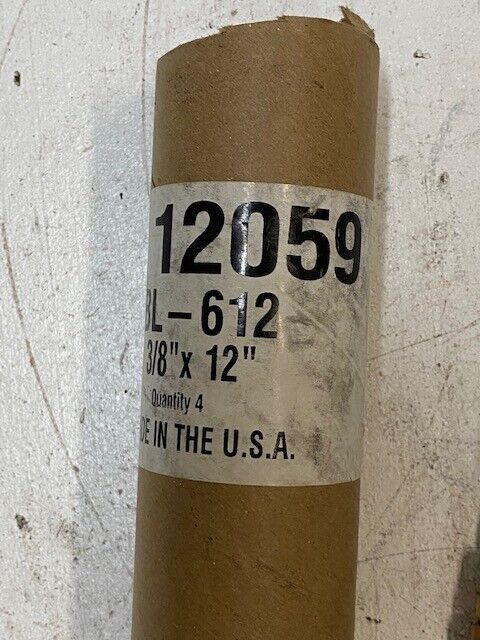 12059
BL-612
3/8" x 12"
Quantity 4
DE IN THE U.S.A.